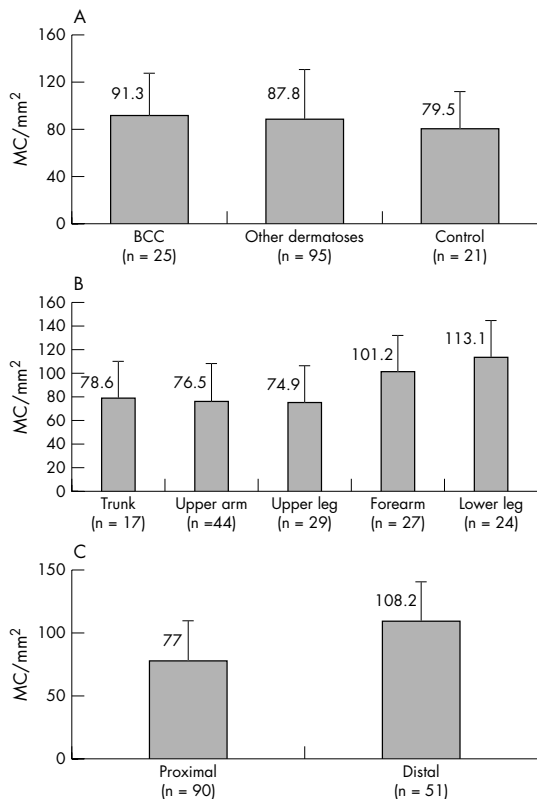 A
160
120
80
40
0
MC/mm²
91.3
87.8
79.5
BCC
(n = 25)
Other dermatoses
(n = 95)
Control
(n = 21)
B
160
140
120
100
80
60
40
20
0
MC/mm²
78.6
76.5
74.9
101.2
113.1
Trunk
(n = 17)
Upper arm
(n =44)
Upper leg
(n = 29)
Forearm
(n = 27)
Lower leg
(n = 24)
C
150
100
50
0
MC/mm²
77
108.2
Proximal
(n = 90)
Distal
(n = 51)